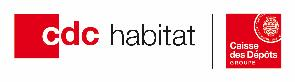 cdc habitat
Caisse
des Dépôts
GROUPE